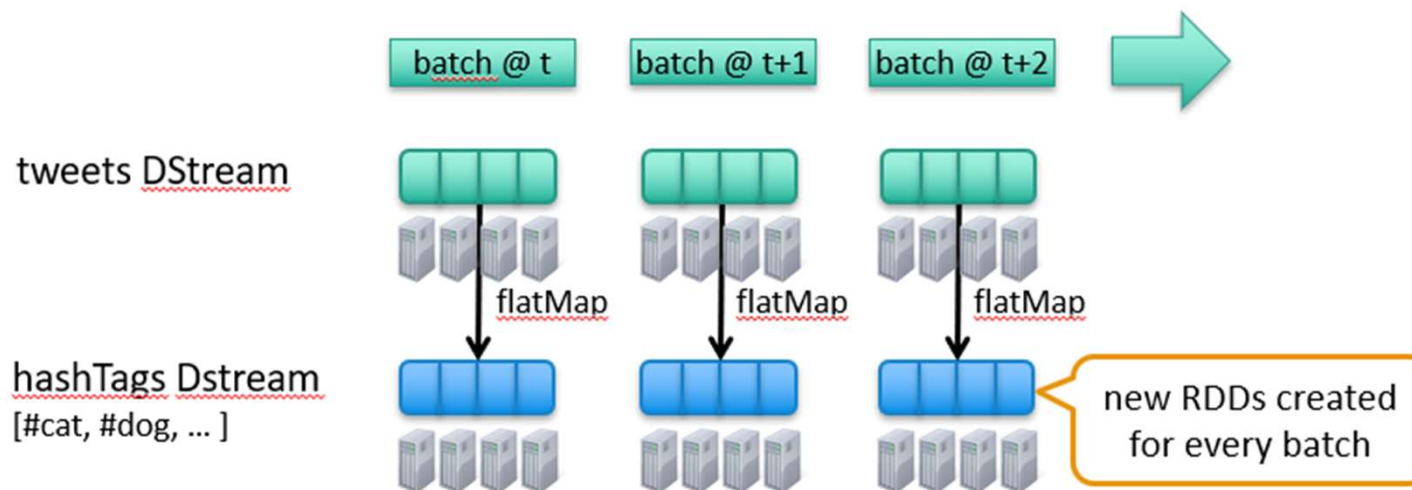 batch @ t
batch @ t+1
batch @ t+2
tweets DStream
flatMap
flatMap
flatMap
hashTags Dstream
[#cat, #dog, ... ]
new RDDs created
for every batch